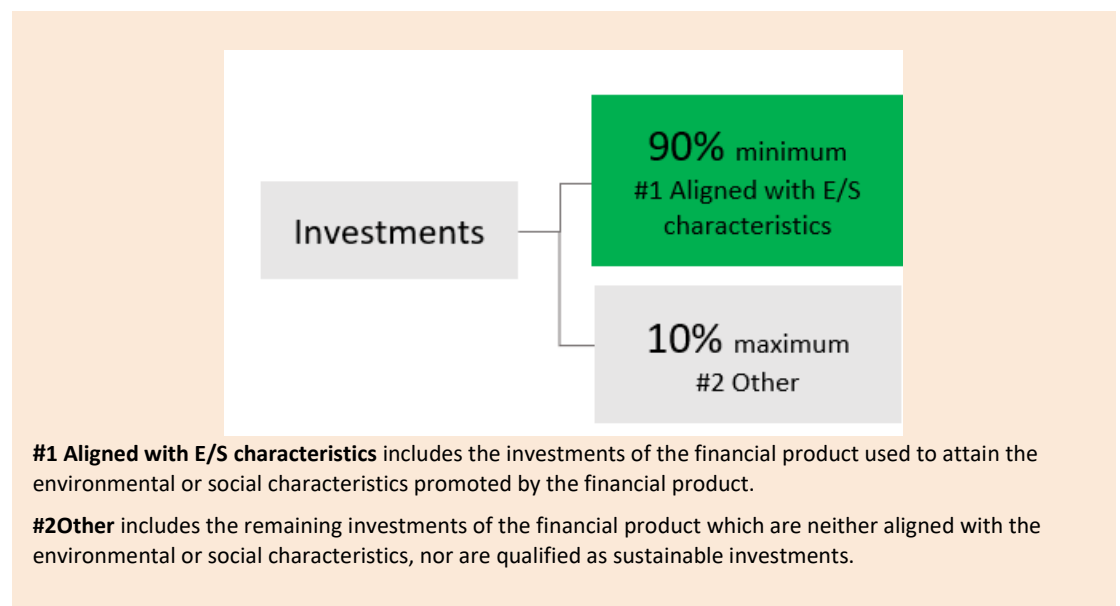 90% minimum
#1 Aligned with E/S
characteristics
Investments
10% maximum
#2 Other
#1 Aligned with E/S characteristics includes the investments of the financial product used to attain the
environmental or social characteristics promoted by the financial product.
#2Other includes the remaining investments of the financial product which are neither aligned with the
environmental or social characteristics, nor are qualified as sustainable investments.